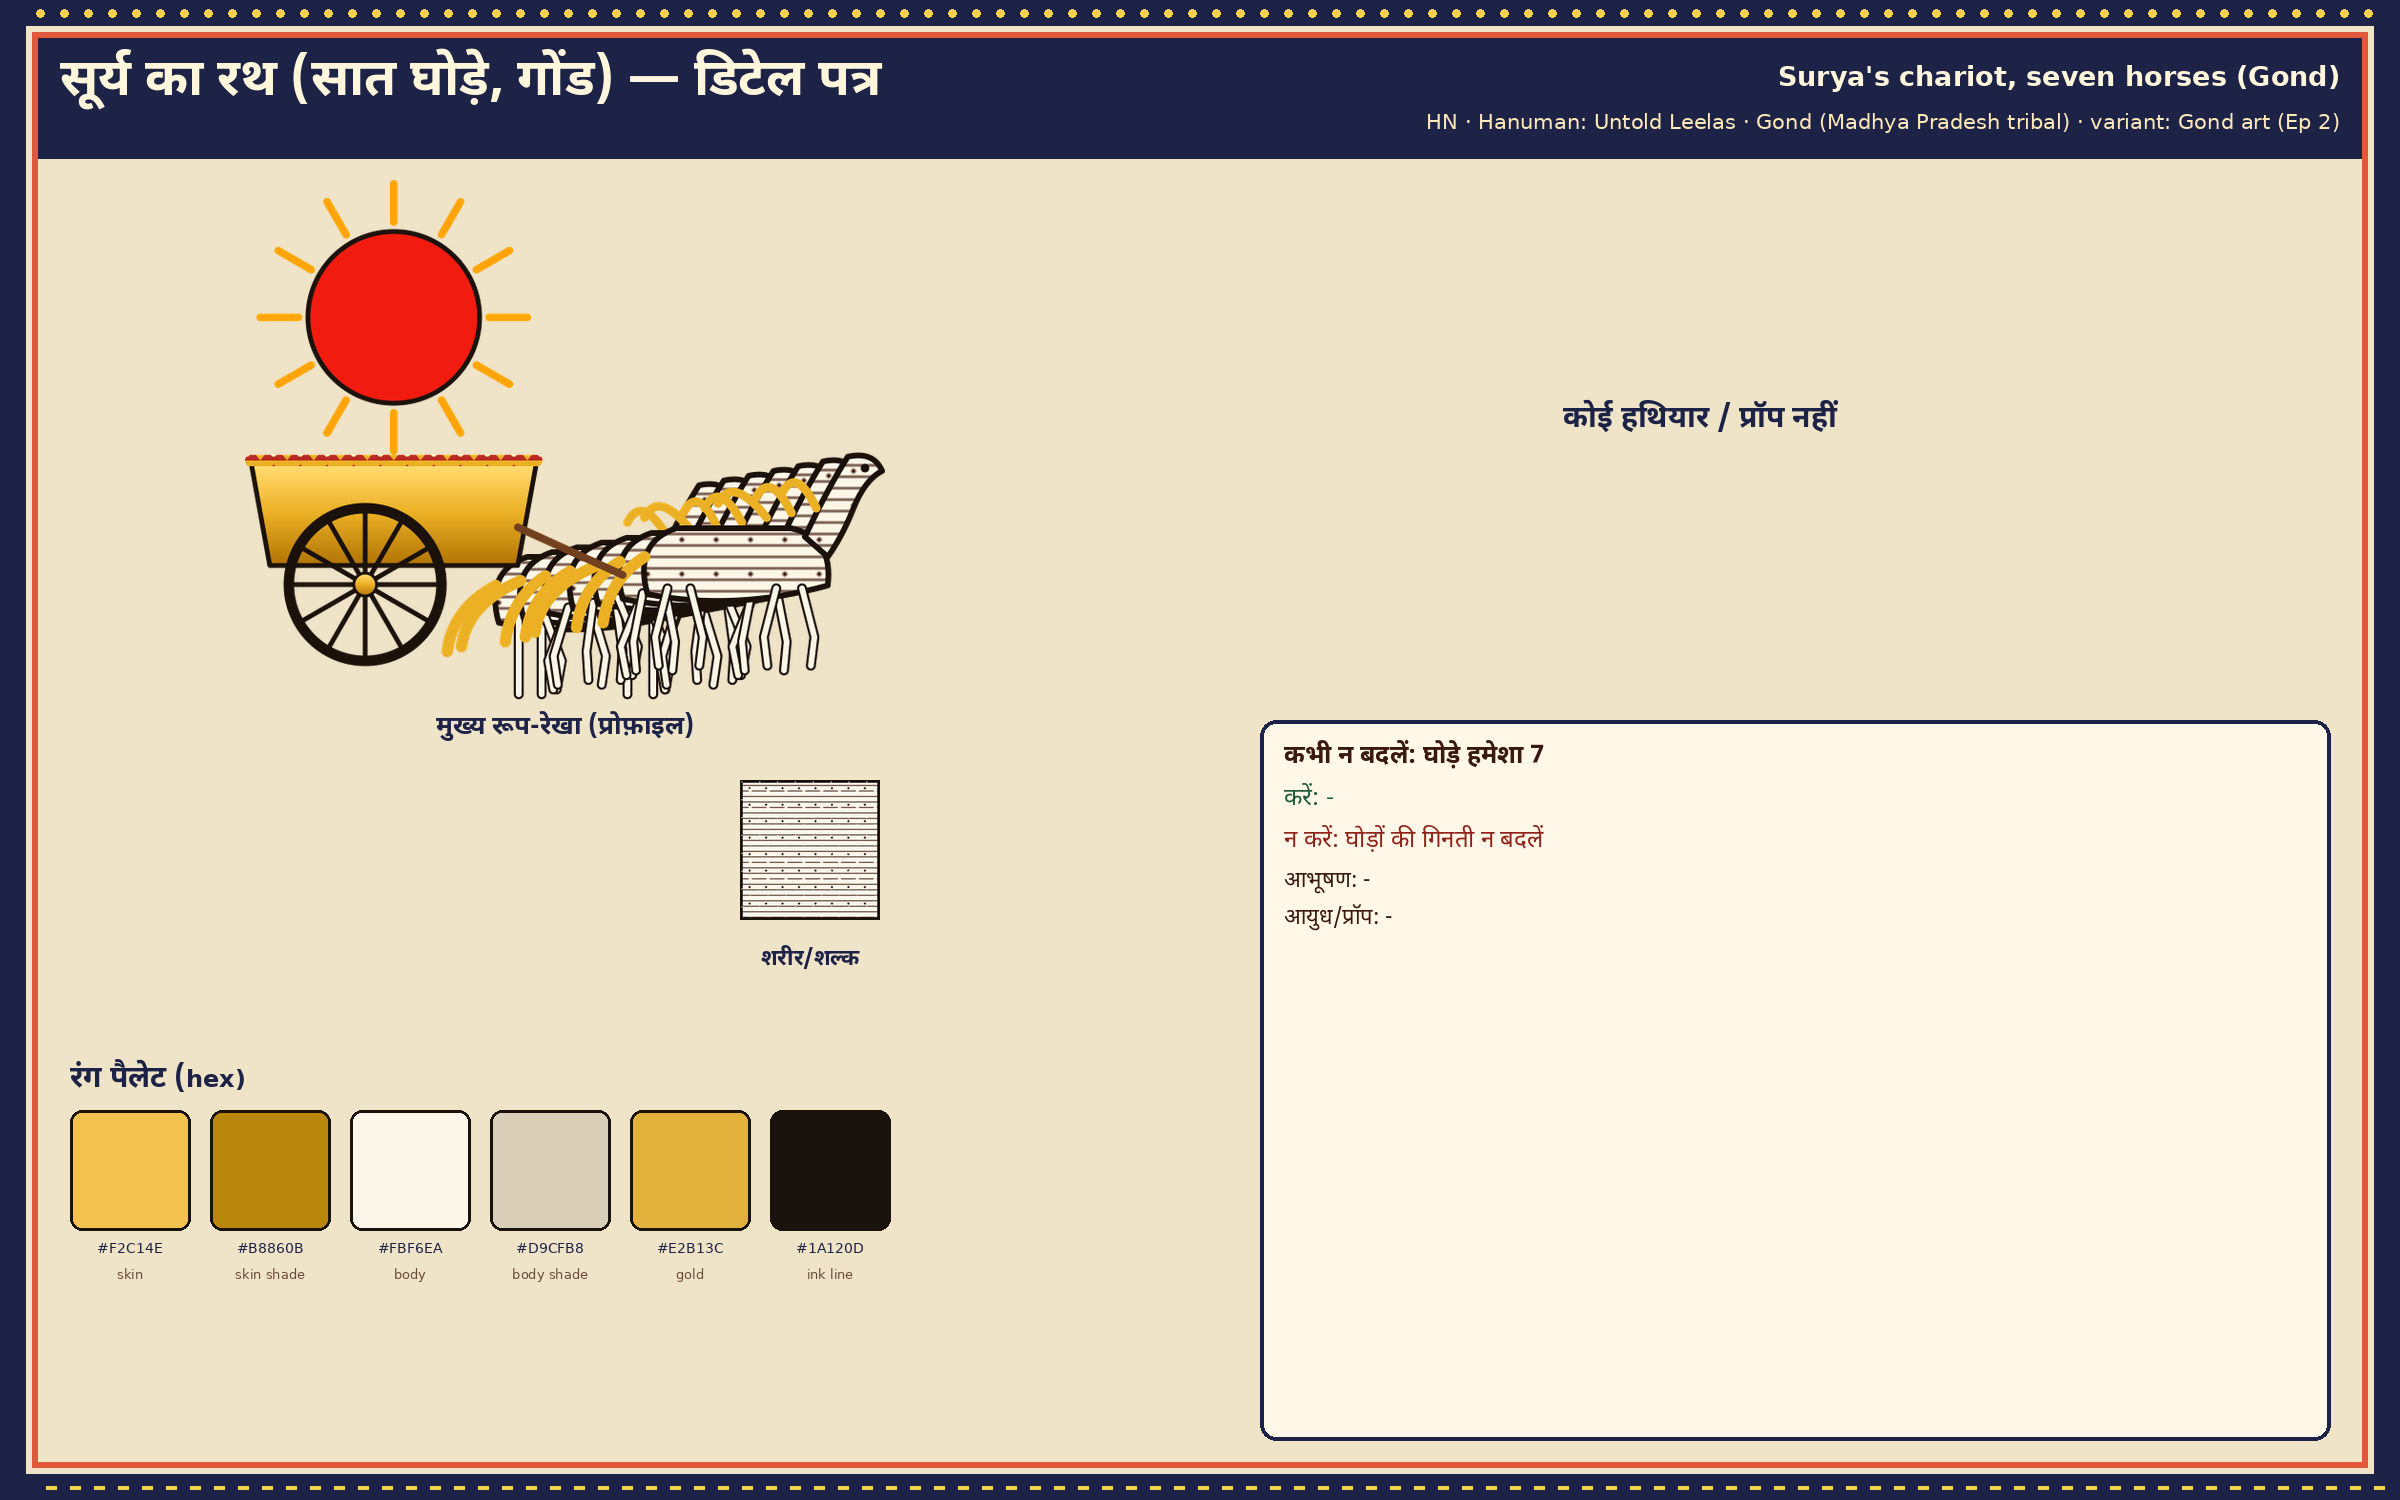 सूर्य का रथ (सात घोड़े, गोंड) — डिटेल पत्र
Surya's chariot, seven horses (Gond)
HN · Hanuman: Untold Leelas · Gond (Madhya Pradesh tribal) · variant: Gond art (Ep 2)
कोई हथियार / प्रॉप नहीं
मुख्य रूप-रेखा (प्रोफ़ाइल)
कभी न बदलें: घोड़े हमेशा 7
करें: -
न करें: घोड़ों की गिनती न बदलें
आभूषण: -
आयुध/प्रॉप: -
शरीर/शल्क
रंग पैलेट (hex)
#F2C14E #B8860B #FBF6EA #D9CFB8 #E2B13C #1A120D
skin skin shade body body shade gold ink line